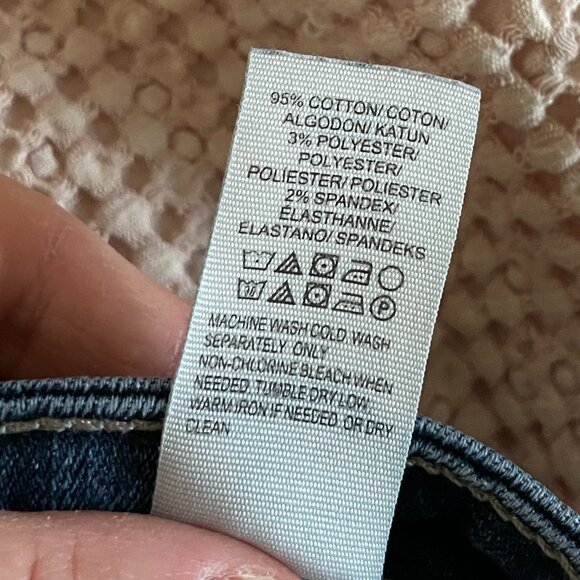 95% COTTON/ COTON/
ALGODON/ KATUN
3% POLYESTER/
POLYESTER/
POLIESTER/ POLIESTER
2% SPANDEX/
ÉLASTHANNE/
ELASTANO/ SPANDEKS
P
MACHINE WASH COLD. WASH
SEPARATELY. ONLY
NON-CHLORINE BLEACH WHEN
NEEDED. TUMBLE DRY LOW.
WARM IRON IF NEEDED. OR DRY
CLEAN